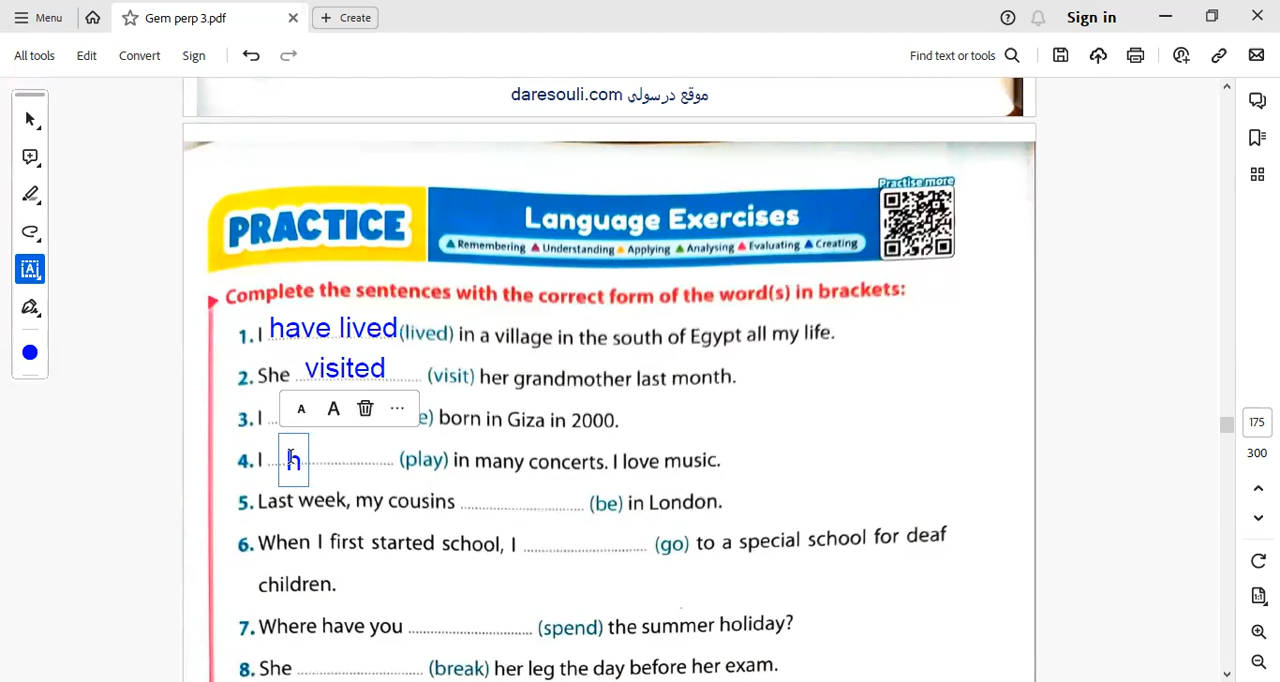 Menu Gem perp 3.pdf Create Sign in
All tools Edit Convert Sign Find text or tools
daresouli.com موقع درسولي
Practise more
PRACTICE Language Exercises
Remembering Understanding Applying Analysing Evaluating Creating
Complete the sentences with the correct form of the word(s) in brackets:
1. I have lived (lived) in a village in the south of Egypt all my life.
2. She visited (visit) her grandmother last month.
A A ...
3. I ... e) born in Giza in 2000.
4. I h (play) in many concerts. I love music.
5. Last week, my cousins (be) in London.
6. When I first started school, I (go) to a special school for deaf
children.
7. Where have you (spend) the summer holiday?
8. She (break) her leg the day before her exam.
175
300
1:1